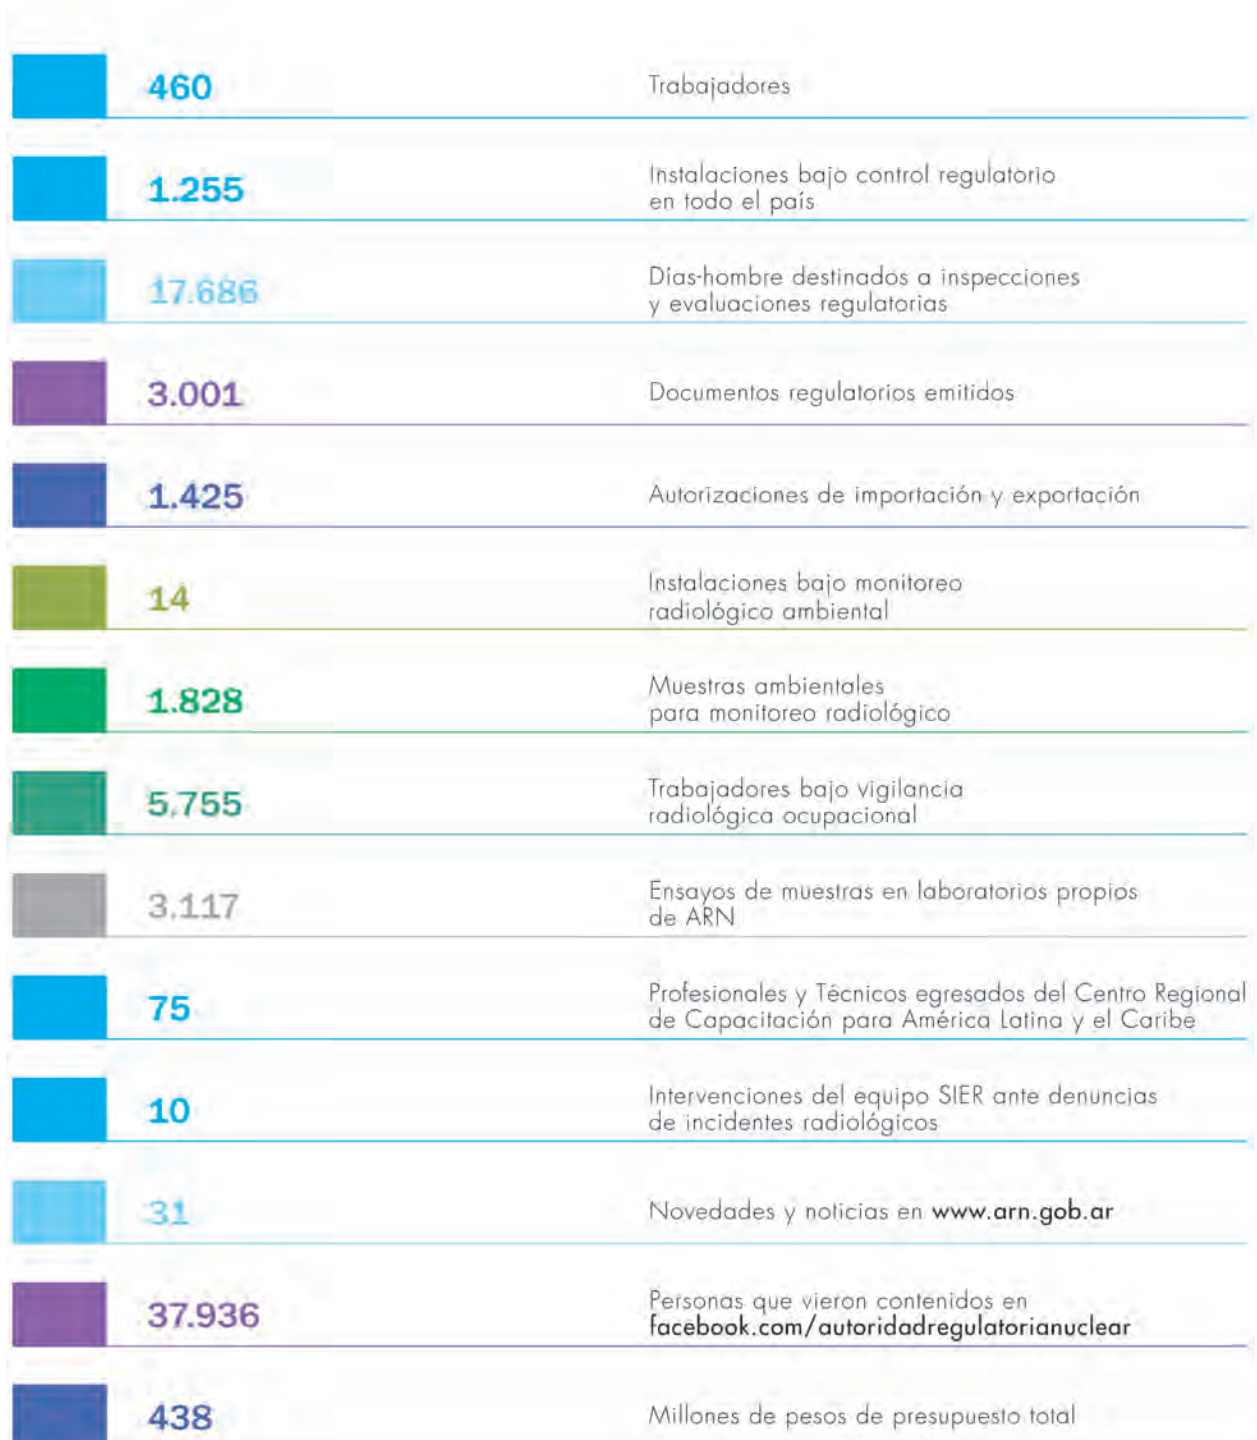 460
Trabajadores
1.255
Instalaciones bajo control regulatorio
en todo el país
17.686
Días-hombre destinados a inspecciones
y evaluaciones regulatorias
3.001
Documentos regulatorios emitidos
1.425
Autorizaciones de importación y exportación
14
Instalaciones bajo monitoreo
radiológico ambiental
1.828
Muestras ambientales
para monitoreo radiológico
5.755
Trabajadores bajo vigilancia
radiológica ocupacional
3.117
Ensayos de muestras en laboratorios propios
de ARN
75
Profesionales y Técnicos egresados del Centro Regional
de Capacitación para América Latina y el Caribe
10
Intervenciones del equipo SIER ante denuncias
de incidentes radiológicos
31
Novedades y noticias en www.arn.gob.ar
37.936
Personas que vieron contenidos en
facebook.com/autoridadregulatorianuclear
438
Millones de pesos de presupuesto total